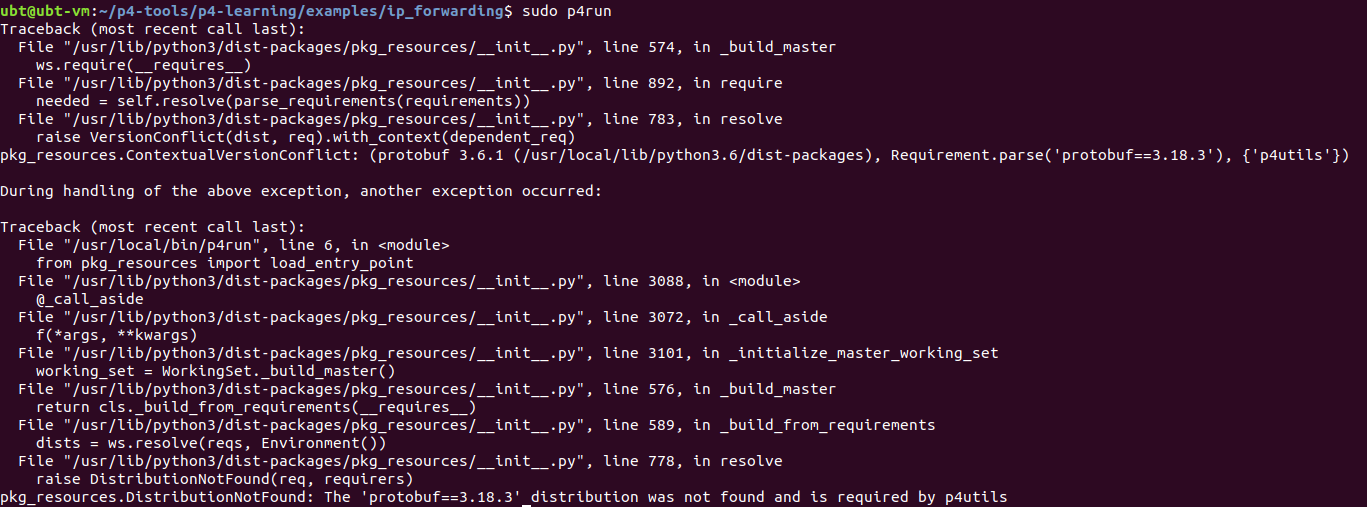 ubt@ubt-vm:~/p4-tools/p4-learning/examples/ip_forwarding$ sudo p4run
Traceback (most recent call last):
  File "/usr/lib/python3/dist-packages/pkg_resources/__init__.py", line 574, in _build_master
    ws.require(__requires__)
  File "/usr/lib/python3/dist-packages/pkg_resources/__init__.py", line 892, in require
    needed = self.resolve(parse_requirements(requirements))
  File "/usr/lib/python3/dist-packages/pkg_resources/__init__.py", line 783, in resolve
    raise VersionConflict(dist, req).with_context(dependent_req)
pkg_resources.ContextualVersionConflict: (protobuf 3.6.1 (/usr/local/lib/python3.6/dist-packages), Requirement.parse('protobuf==3.18.3'), {'p4utils'})

During handling of the above exception, another exception occurred:

Traceback (most recent call last):
  File "/usr/local/bin/p4run", line 6, in <module>
    from pkg_resources import load_entry_point
  File "/usr/lib/python3/dist-packages/pkg_resources/__init__.py", line 3088, in <module>
    @_call_aside
  File "/usr/lib/python3/dist-packages/pkg_resources/__init__.py", line 3072, in _call_aside
    f(*args, **kwargs)
  File "/usr/lib/python3/dist-packages/pkg_resources/__init__.py", line 3101, in _initialize_master_working_set
    working_set = WorkingSet._build_master()
  File "/usr/lib/python3/dist-packages/pkg_resources/__init__.py", line 576, in _build_master
    return cls._build_from_requirements(__requires__)
  File "/usr/lib/python3/dist-packages/pkg_resources/__init__.py", line 589, in _build_from_requirements
    dists = ws.resolve(reqs, Environment())
  File "/usr/lib/python3/dist-packages/pkg_resources/__init__.py", line 778, in resolve
    raise DistributionNotFound(req, requirers)
pkg_resources.DistributionNotFound: The 'protobuf==3.18.3' distribution was not found and is required by p4utils